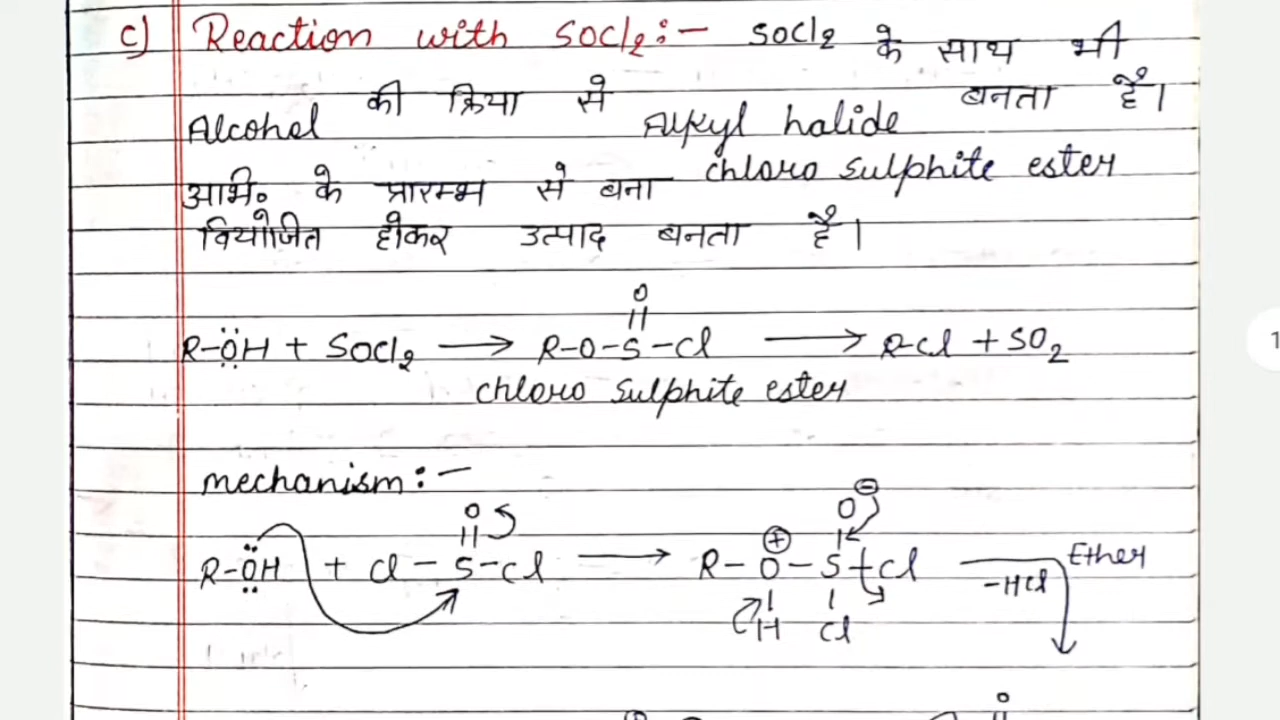 c) Reaction with SOCl2:- SOCl2 के साथ भी
Alcohol की क्रिया से Alkyl halide बनता है।
अभि॰ के प्रारम्भ से बना chloro sulphite ester
वियोजित होकर उत्पाद बनता है।
O
||
R-ÖH + SOCl2 ⟶ R-O-S-Cl ⟶ R-Cl + SO2
chloro sulphite ester
mechanism:-
O O⊖
|| ⊕ |
R-ÖH + Cl-S-Cl ⟶ R-O-S-Cl Ether
-HCl
| |
H Cl
O